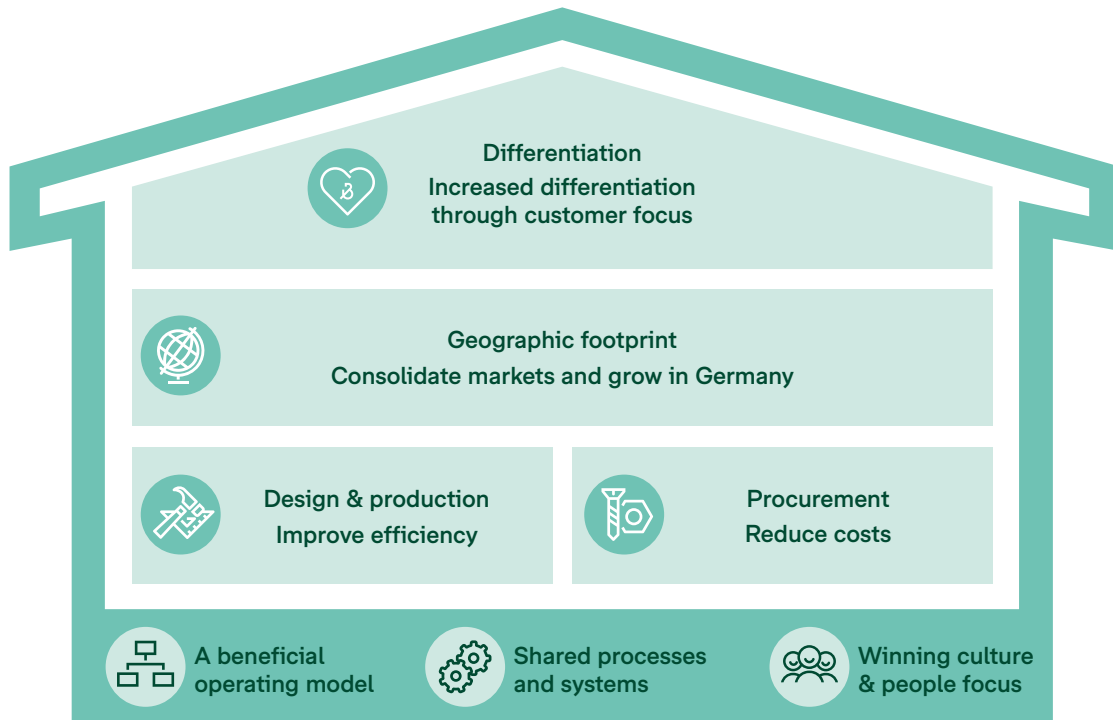 Differentiation
Increased differentiation
through customer focus
Geographic footprint
Consolidate markets and grow in Germany
Design & production
Improve efficiency
Procurement
Reduce costs
A beneficial
operating model
Shared processes
and systems
Winning culture
& people focus